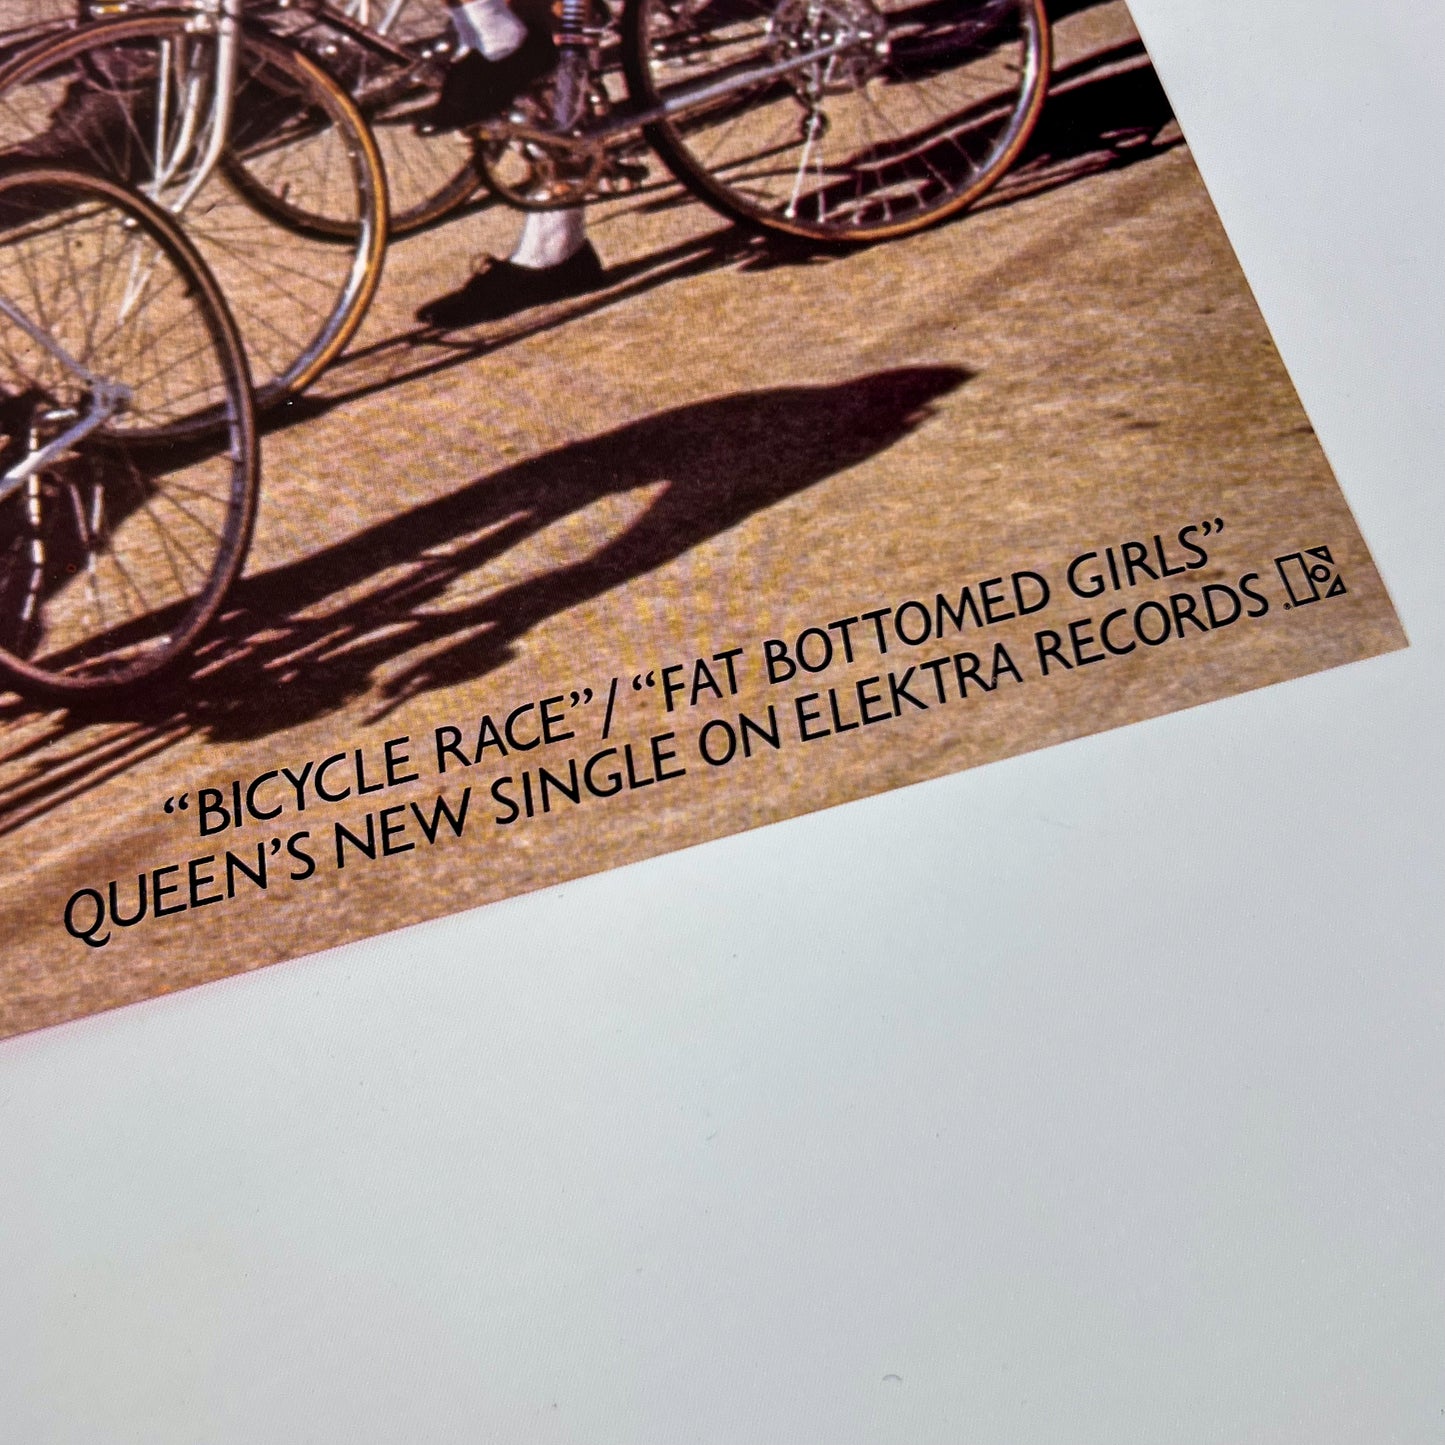 “BICYCLE RACE”/“FAT BOTTOMED GIRLS”
QUEEN’S NEW SINGLE ON ELEKTRA RECORDS